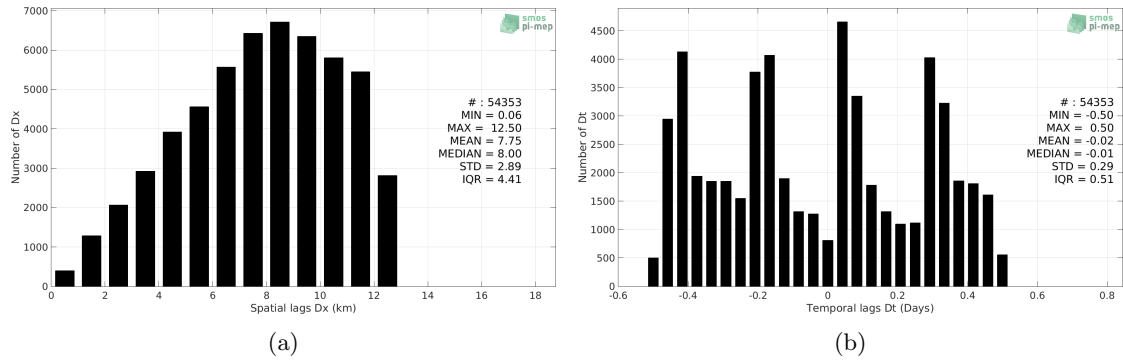 7000
6000
5000
4000
3000
2000
1000
0
Number of Dx
smos
pi-mep
# : 54353
MIN = 0.06
MAX = 12.50
MEAN = 7.75
MEDIAN = 8.00
STD = 2.89
IQR = 4.41
0 2 4 6 8 10 12 14 16 18
Spatial lags Dx (km)
(a)
4500
4000
3500
3000
2500
2000
1500
1000
500
0
Number of Dt
smos
pi-mep
# : 54353
MIN = -0.50
MAX = 0.50
MEAN = -0.02
MEDIAN = -0.01
STD = 0.29
IQR = 0.51
-0.6 -0.4 -0.2 0 0.2 0.4 0.6 0.8
Temporal lags Dt (Days)
(b)